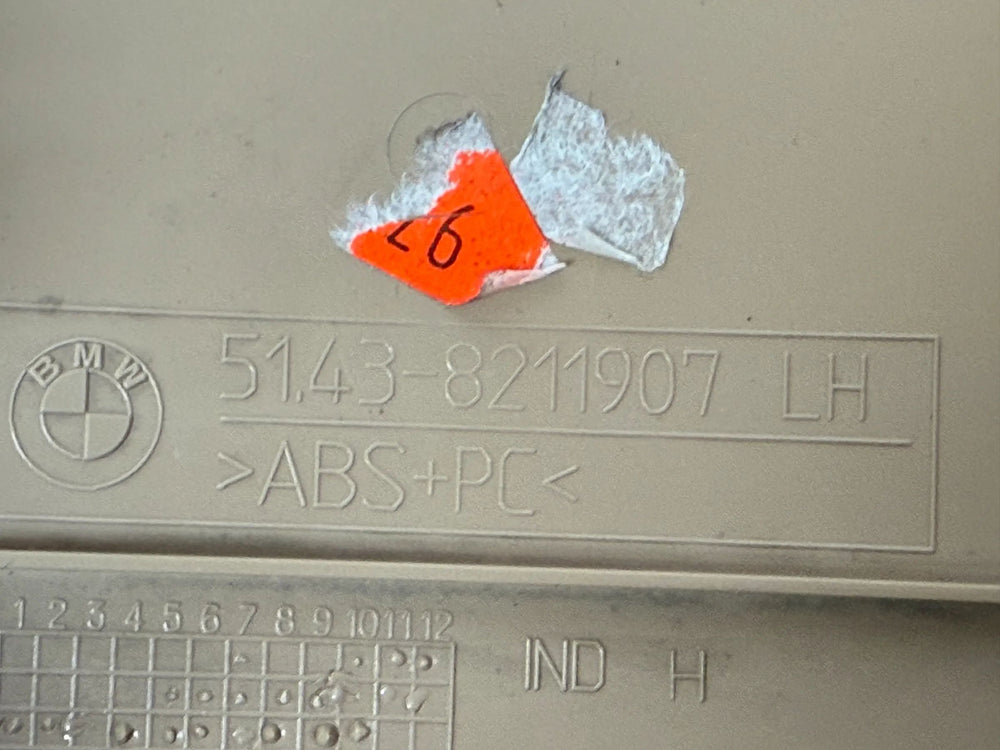 26
BMW
51.43-8211907 LH
>ABS+PC<
1 2 3 4 5 6 7 8 9 10 11 12
IND H